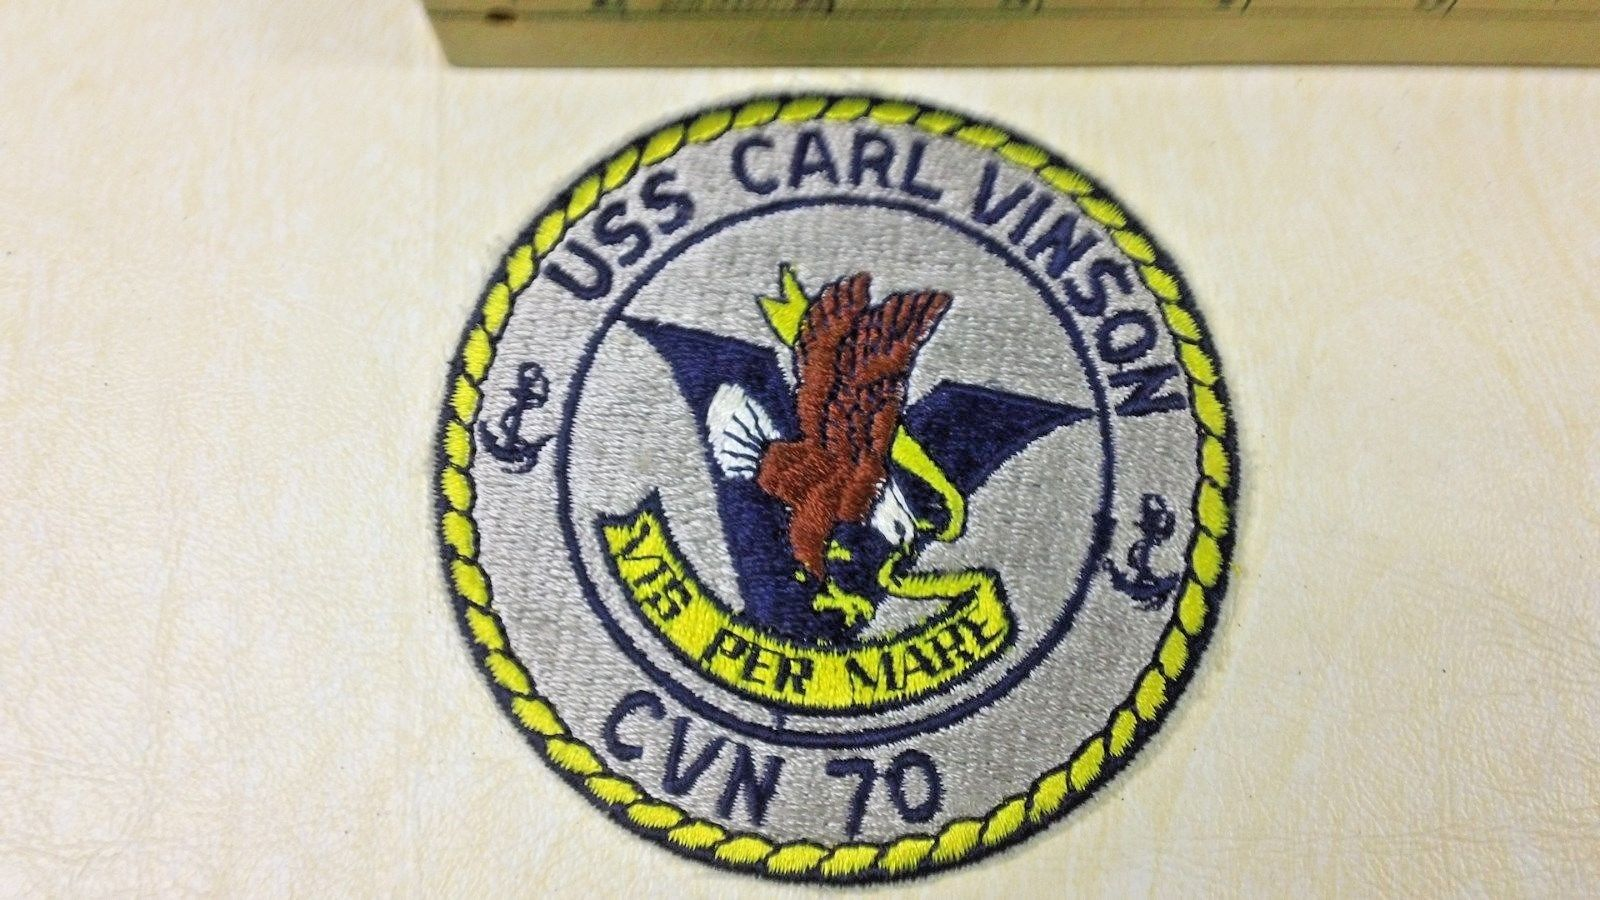 USS CARL VINSON
VIS PER MARE
CVN 70